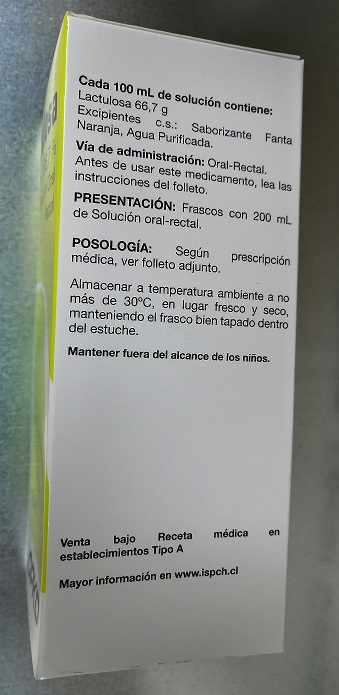 Cada 100 mL de solución contiene:
Lactulosa 66,7 g
Excipientes c.s.: Saborizante Fanta
Naranja, Agua Purificada.
Vía de administración: Oral-Rectal.
Antes de usar este medicamento, lea las
instrucciones del folleto.
PRESENTACIÓN: Frascos con 200 mL
de Solución oral-rectal.
POSOLOGÍA: Según prescripción
médica, ver folleto adjunto.
Almacenar a temperatura ambiente a no
más de 30°C, en lugar fresco y seco,
manteniendo el frasco bien tapado dentro
del estuche.
Mantener fuera del alcance de los niños.
Venta bajo Receta médica en
establecimientos Tipo A
Mayor información en www.ispch.cl